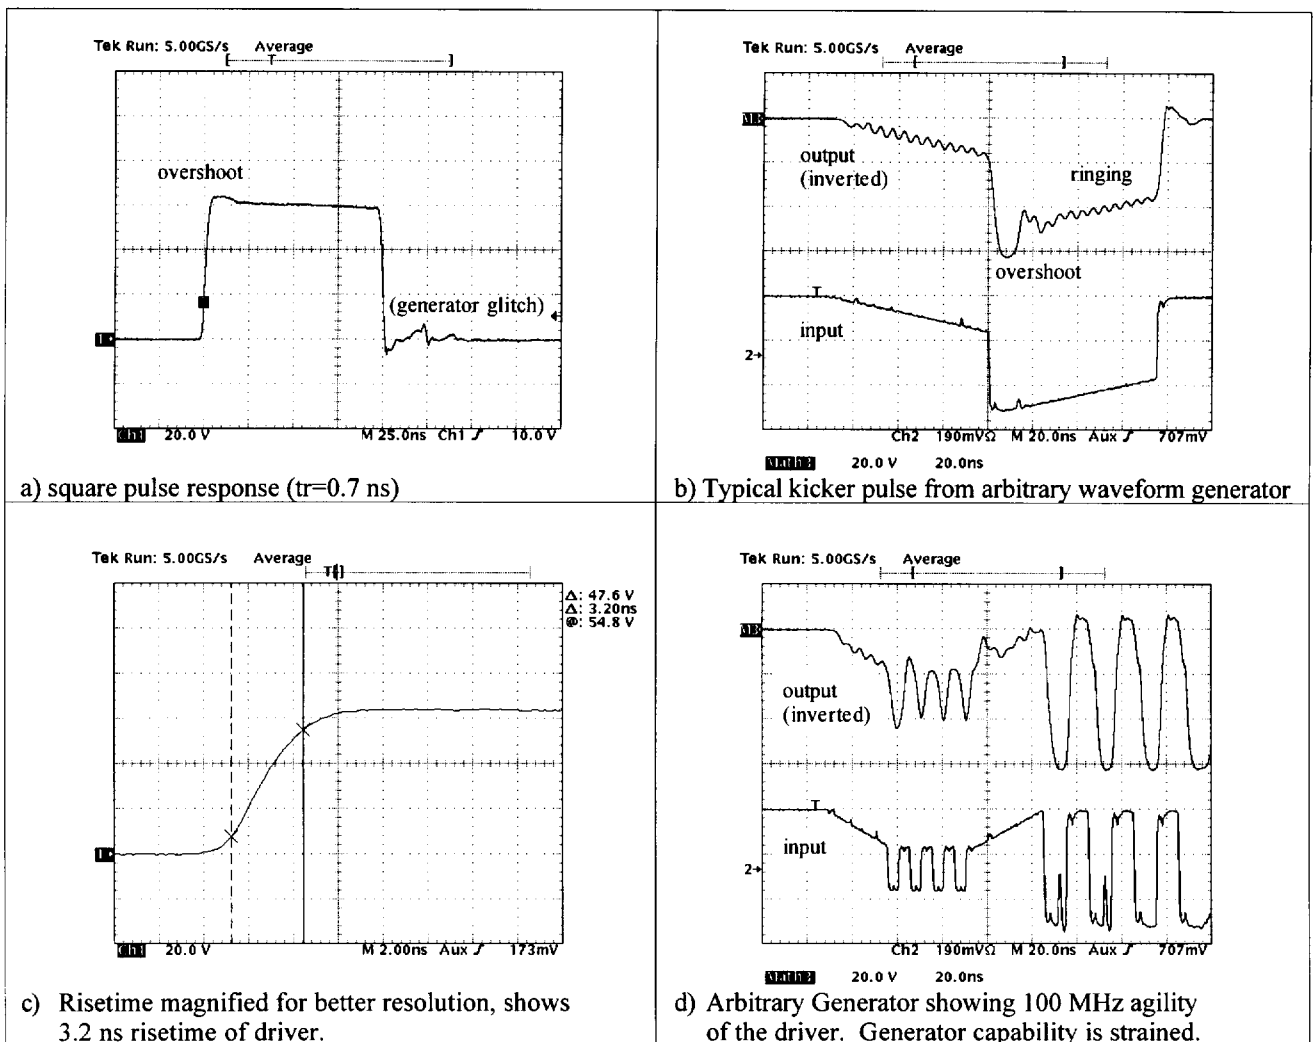 Tek Run: 5.00GS/s Average
T
overshoot
(generator glitch)
Ch1 20.0 V M 25.0ns Ch1 ƒ 10.0 V
a) square pulse response (tr=0.7 ns)
Tek Run: 5.00GS/s Average
output
(inverted)
ringing
overshoot
T
input
2→
Ch2 190mVΩ M 20.0ns Aux ƒ 707mV
20.0 V 20.0ns
b) Typical kicker pulse from arbitrary waveform generator
Tek Run: 5.00GS/s Average
T
Δ: 47.6 V
Δ: 3.20ns
@: 54.8 V
Ch1 20.0 V M 2.00ns Aux ƒ 173mV
c) Risetime magnified for better resolution, shows
3.2 ns risetime of driver.
Tek Run: 5.00GS/s Average
output
(inverted)
T
input
2→
Ch2 190mVΩ M 20.0ns Aux ƒ 707mV
20.0 V 20.0ns
d) Arbitrary Generator showing 100 MHz agility
of the driver. Generator capability is strained.